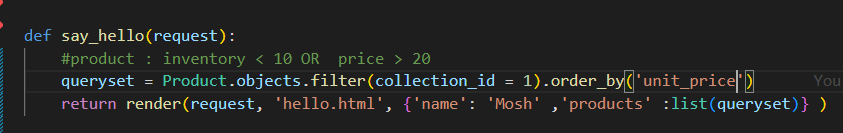 def say_hello(request):
#product : inventory < 10 OR  price > 20
queryset = Product.objects.filter(collection_id = 1).order_by('unit_price') You
return render(request, 'hello.html', {'name': 'Mosh' ,'products' :list(queryset)} )